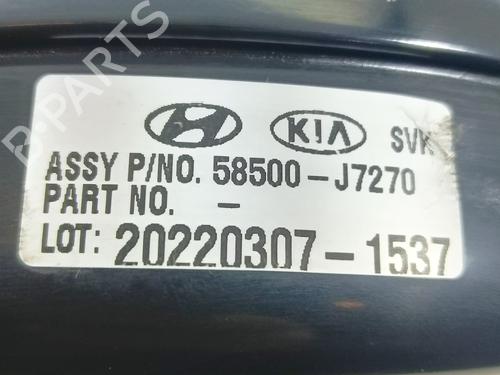 KIA SVK
ASSY P/NO. 58500-J7270
PART NO. -
LOT: 20220307-1537
B-PARTS